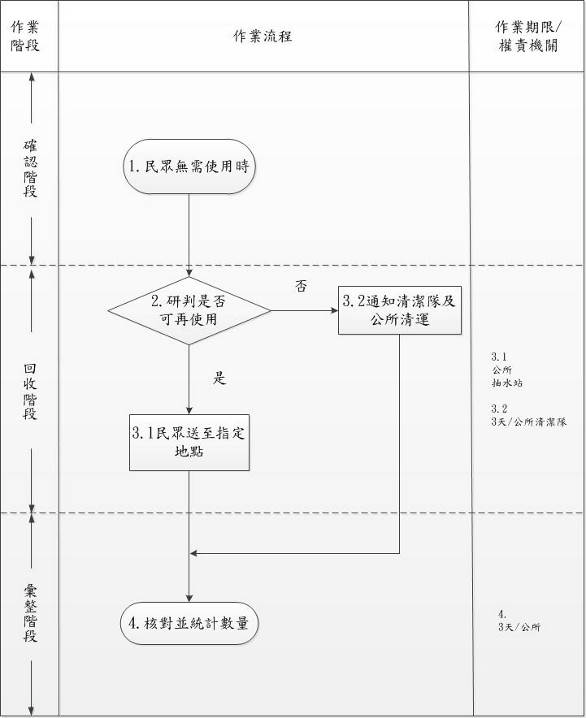 作業
階段
作業流程
作業期限/
權責機關
確認階段
1.民眾無需使用時
回收階段
2.研判是否
可再使用
否
3.2通知清潔隊及
公所清運
是
3.1民眾送至指定
地點
3.1
公所
抽水站
3.2
3天/公所清潔隊
彙整階段
4.核對並統計數量
4.
3天/公所